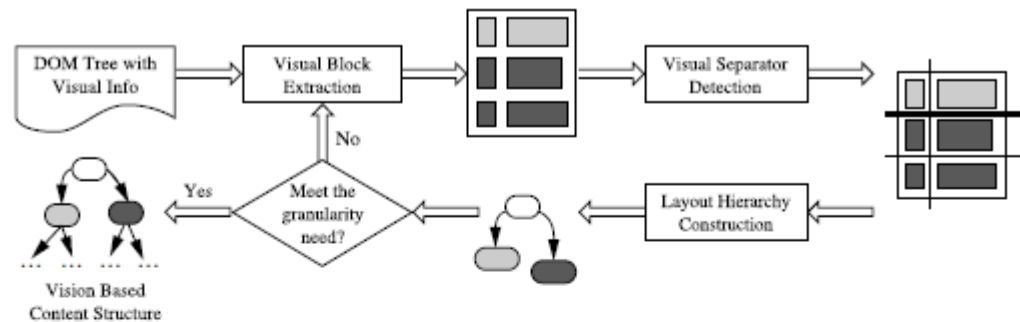 DOM Tree with
Visual Info
Visual Block
Extraction
Visual Separator
Detection
No
Yes
Meet the
granularity
need?
Layout Hierarchy
Construction
... ... ... ...
Vision Based
Content Structure